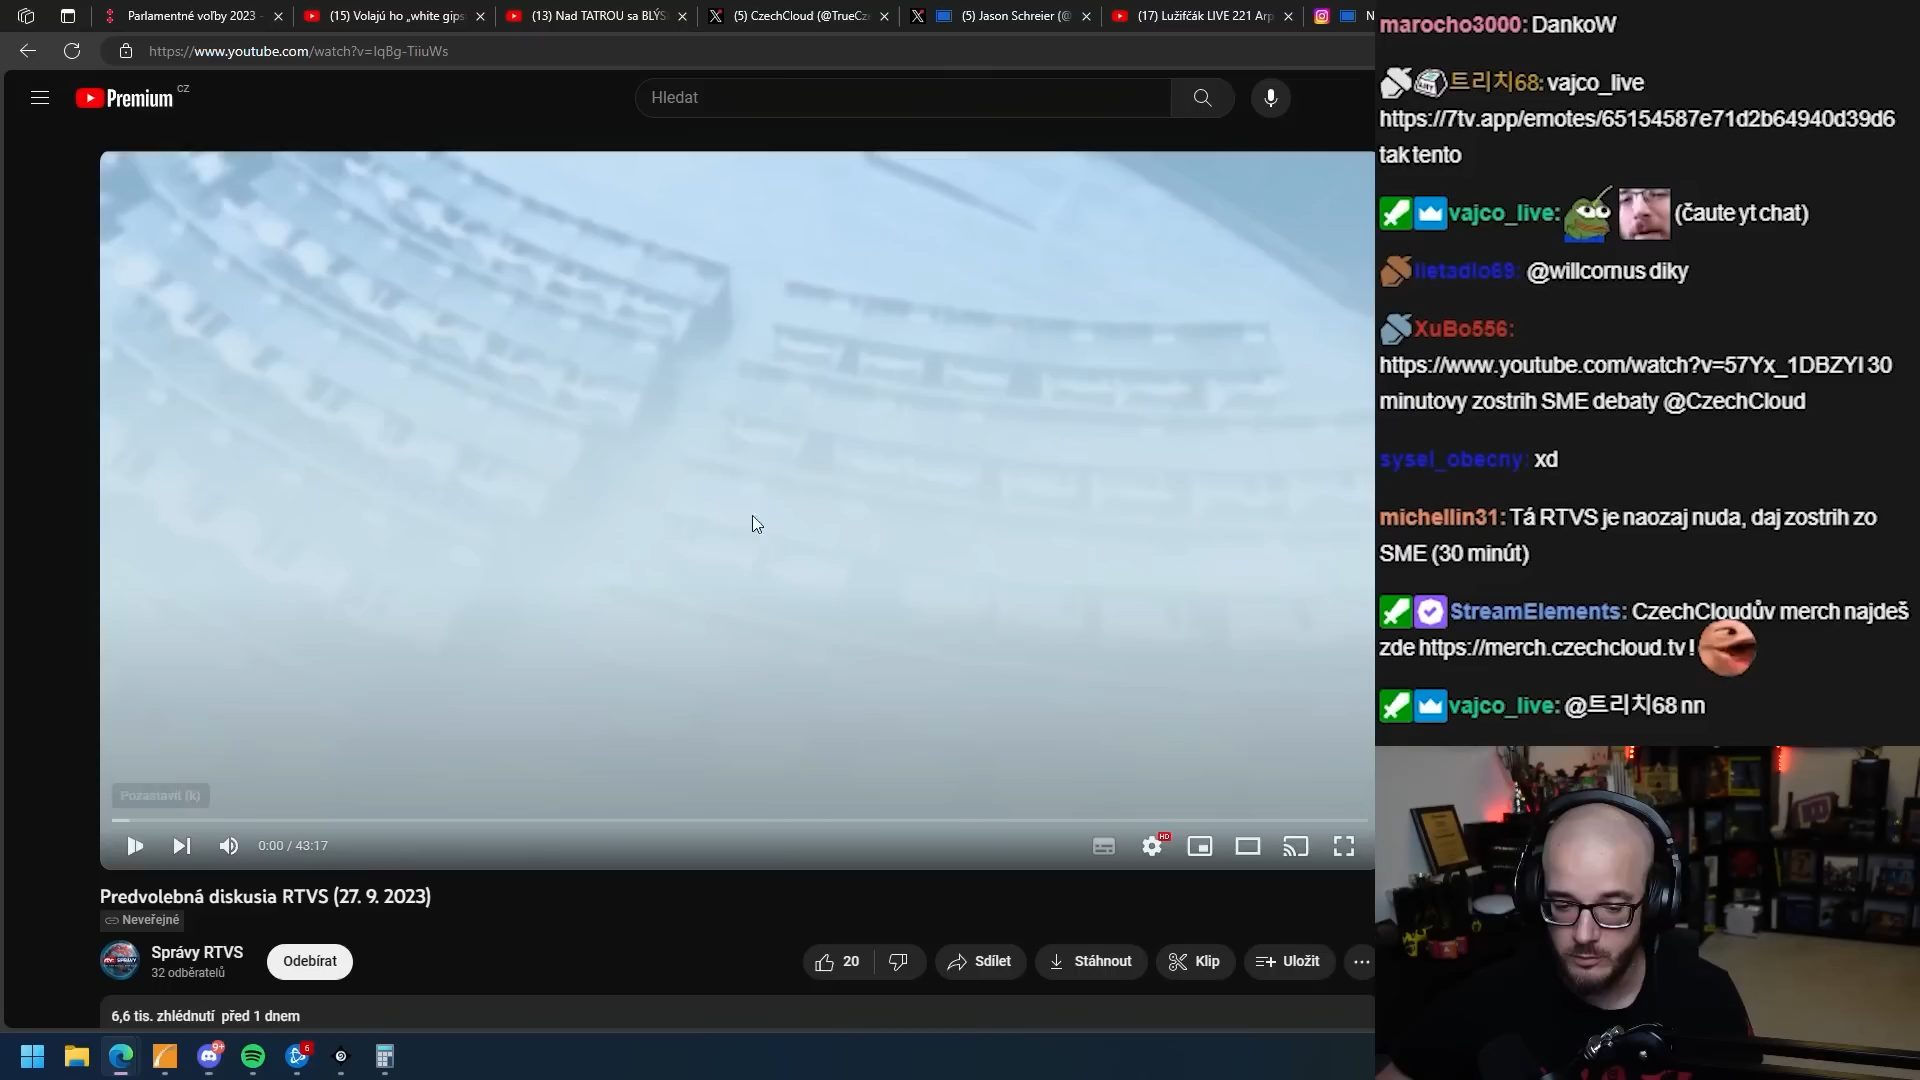 Parlamentné voľby 2023 -
(15) Volajú ho „white gips
(13) Nad TATROU sa BLÝS
(5) CzechCloud (@TrueCz
(5) Jason Schreier (@
(17) Lužifčák LIVE 221 Arp
N
https://www.youtube.com/watch?v=IqBg-TiiuWs
Premium CZ
Hledat
Pozastavit (k)
0:00 / 43:17
HD
Predvolebná diskusia RTVS (27. 9. 2023)
Neveřejné
Správy RTVS
32 odběratelů
Odebírat
20
Sdílet
Stáhnout
Klip
Uložit
6,6 tis. zhlédnutí před 1 dnem
9+
6
marocho3000: DankoW
트리치68: vajco_live
https://7tv.app/emotes/65154587e71d2b64940d39d6
tak tento
vajco_live: (čaute yt chat)
lietadlo69: @willcornus diky
XuBo556:
https://www.youtube.com/watch?v=57Yx_1DBZYI 30
minutovy zostrih SME debaty @CzechCloud
sysel_obecny: xd
michellin31: Tá RTVS je naozaj nuda, daj zostrih zo
SME (30 minút)
StreamElements: CzechCloudův merch najdeš
zde https://merch.czechcloud.tv !
vajco_live: @트리치68 nn